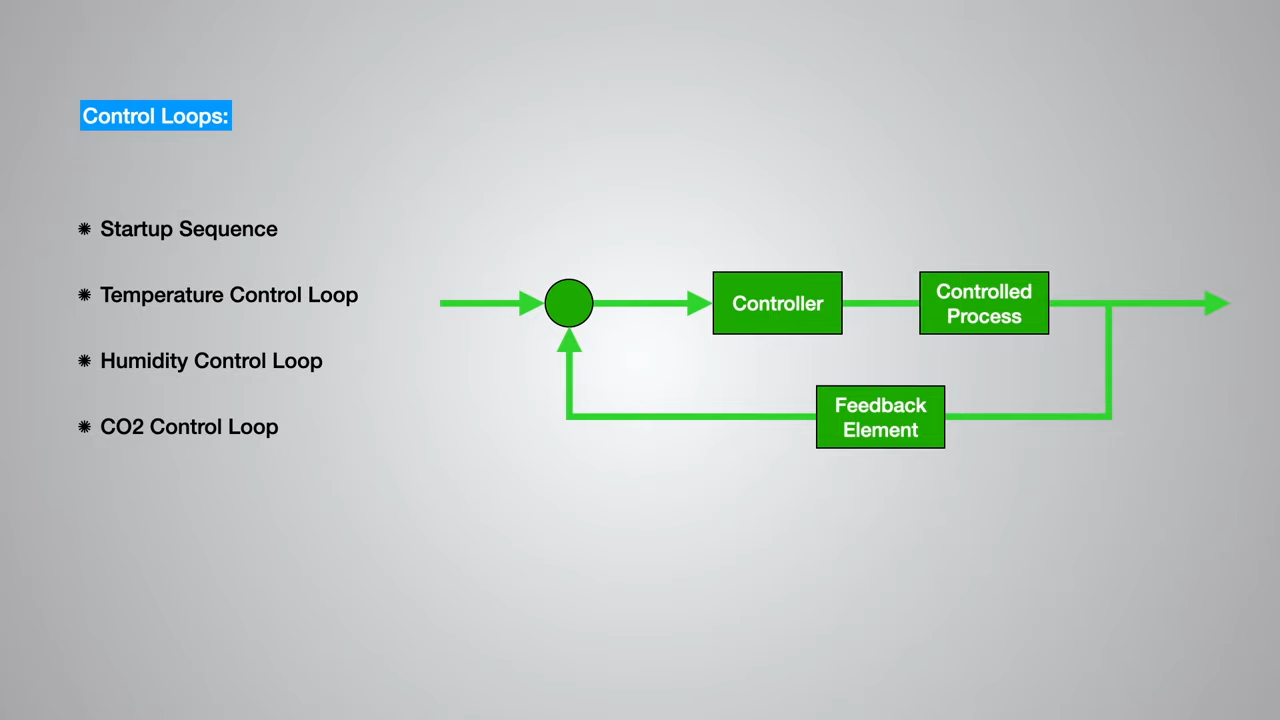 Control Loops:
Startup Sequence
Temperature Control Loop
Humidity Control Loop
CO2 Control Loop
Controller
Controlled
Process
Feedback
Element